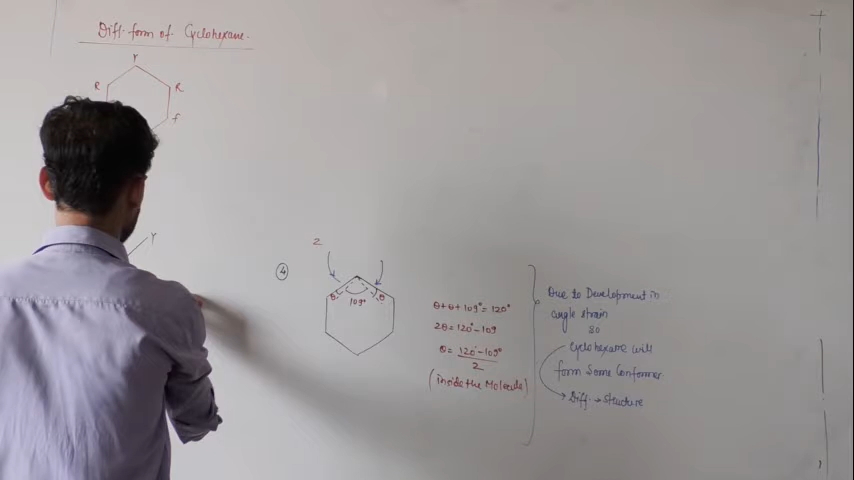 Diff. form of Cyclohexane.
r
R
R
f
r
4
2
θ
109°
θ
θ+θ+109°=120°
2θ=120°-109
θ= 120°-109°
2
(inside the Molecule)
Due to Development in
angle strain
so
cyclohexane will
form Some Conformer
Diff. → structure